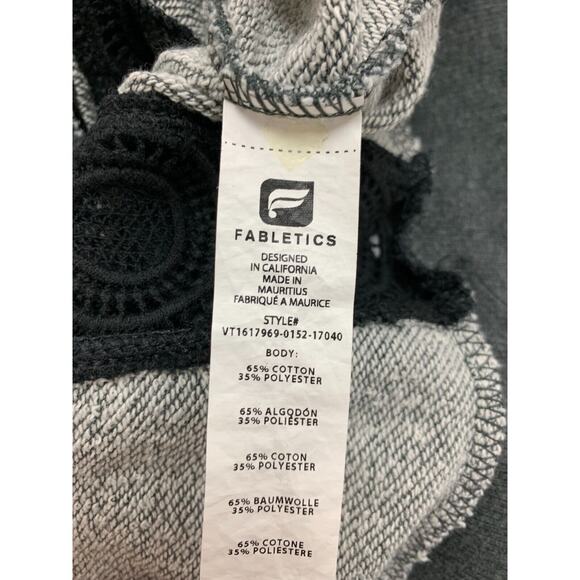 FABLETICS
DESIGNED
IN CALIFORNIA
MADE IN
MAURITIUS
FABRIQUÉ A MAURICE
STYLE#
VT1617969-0152-17040
BODY:
65% COTTON
35% POLYESTER
65% ALGODÓN
35% POLIÉSTER
65% COTON
35% POLYESTER
65% BAUMWOLLE
35% POLYESTER
65% COTONE
35% POLIESTERE